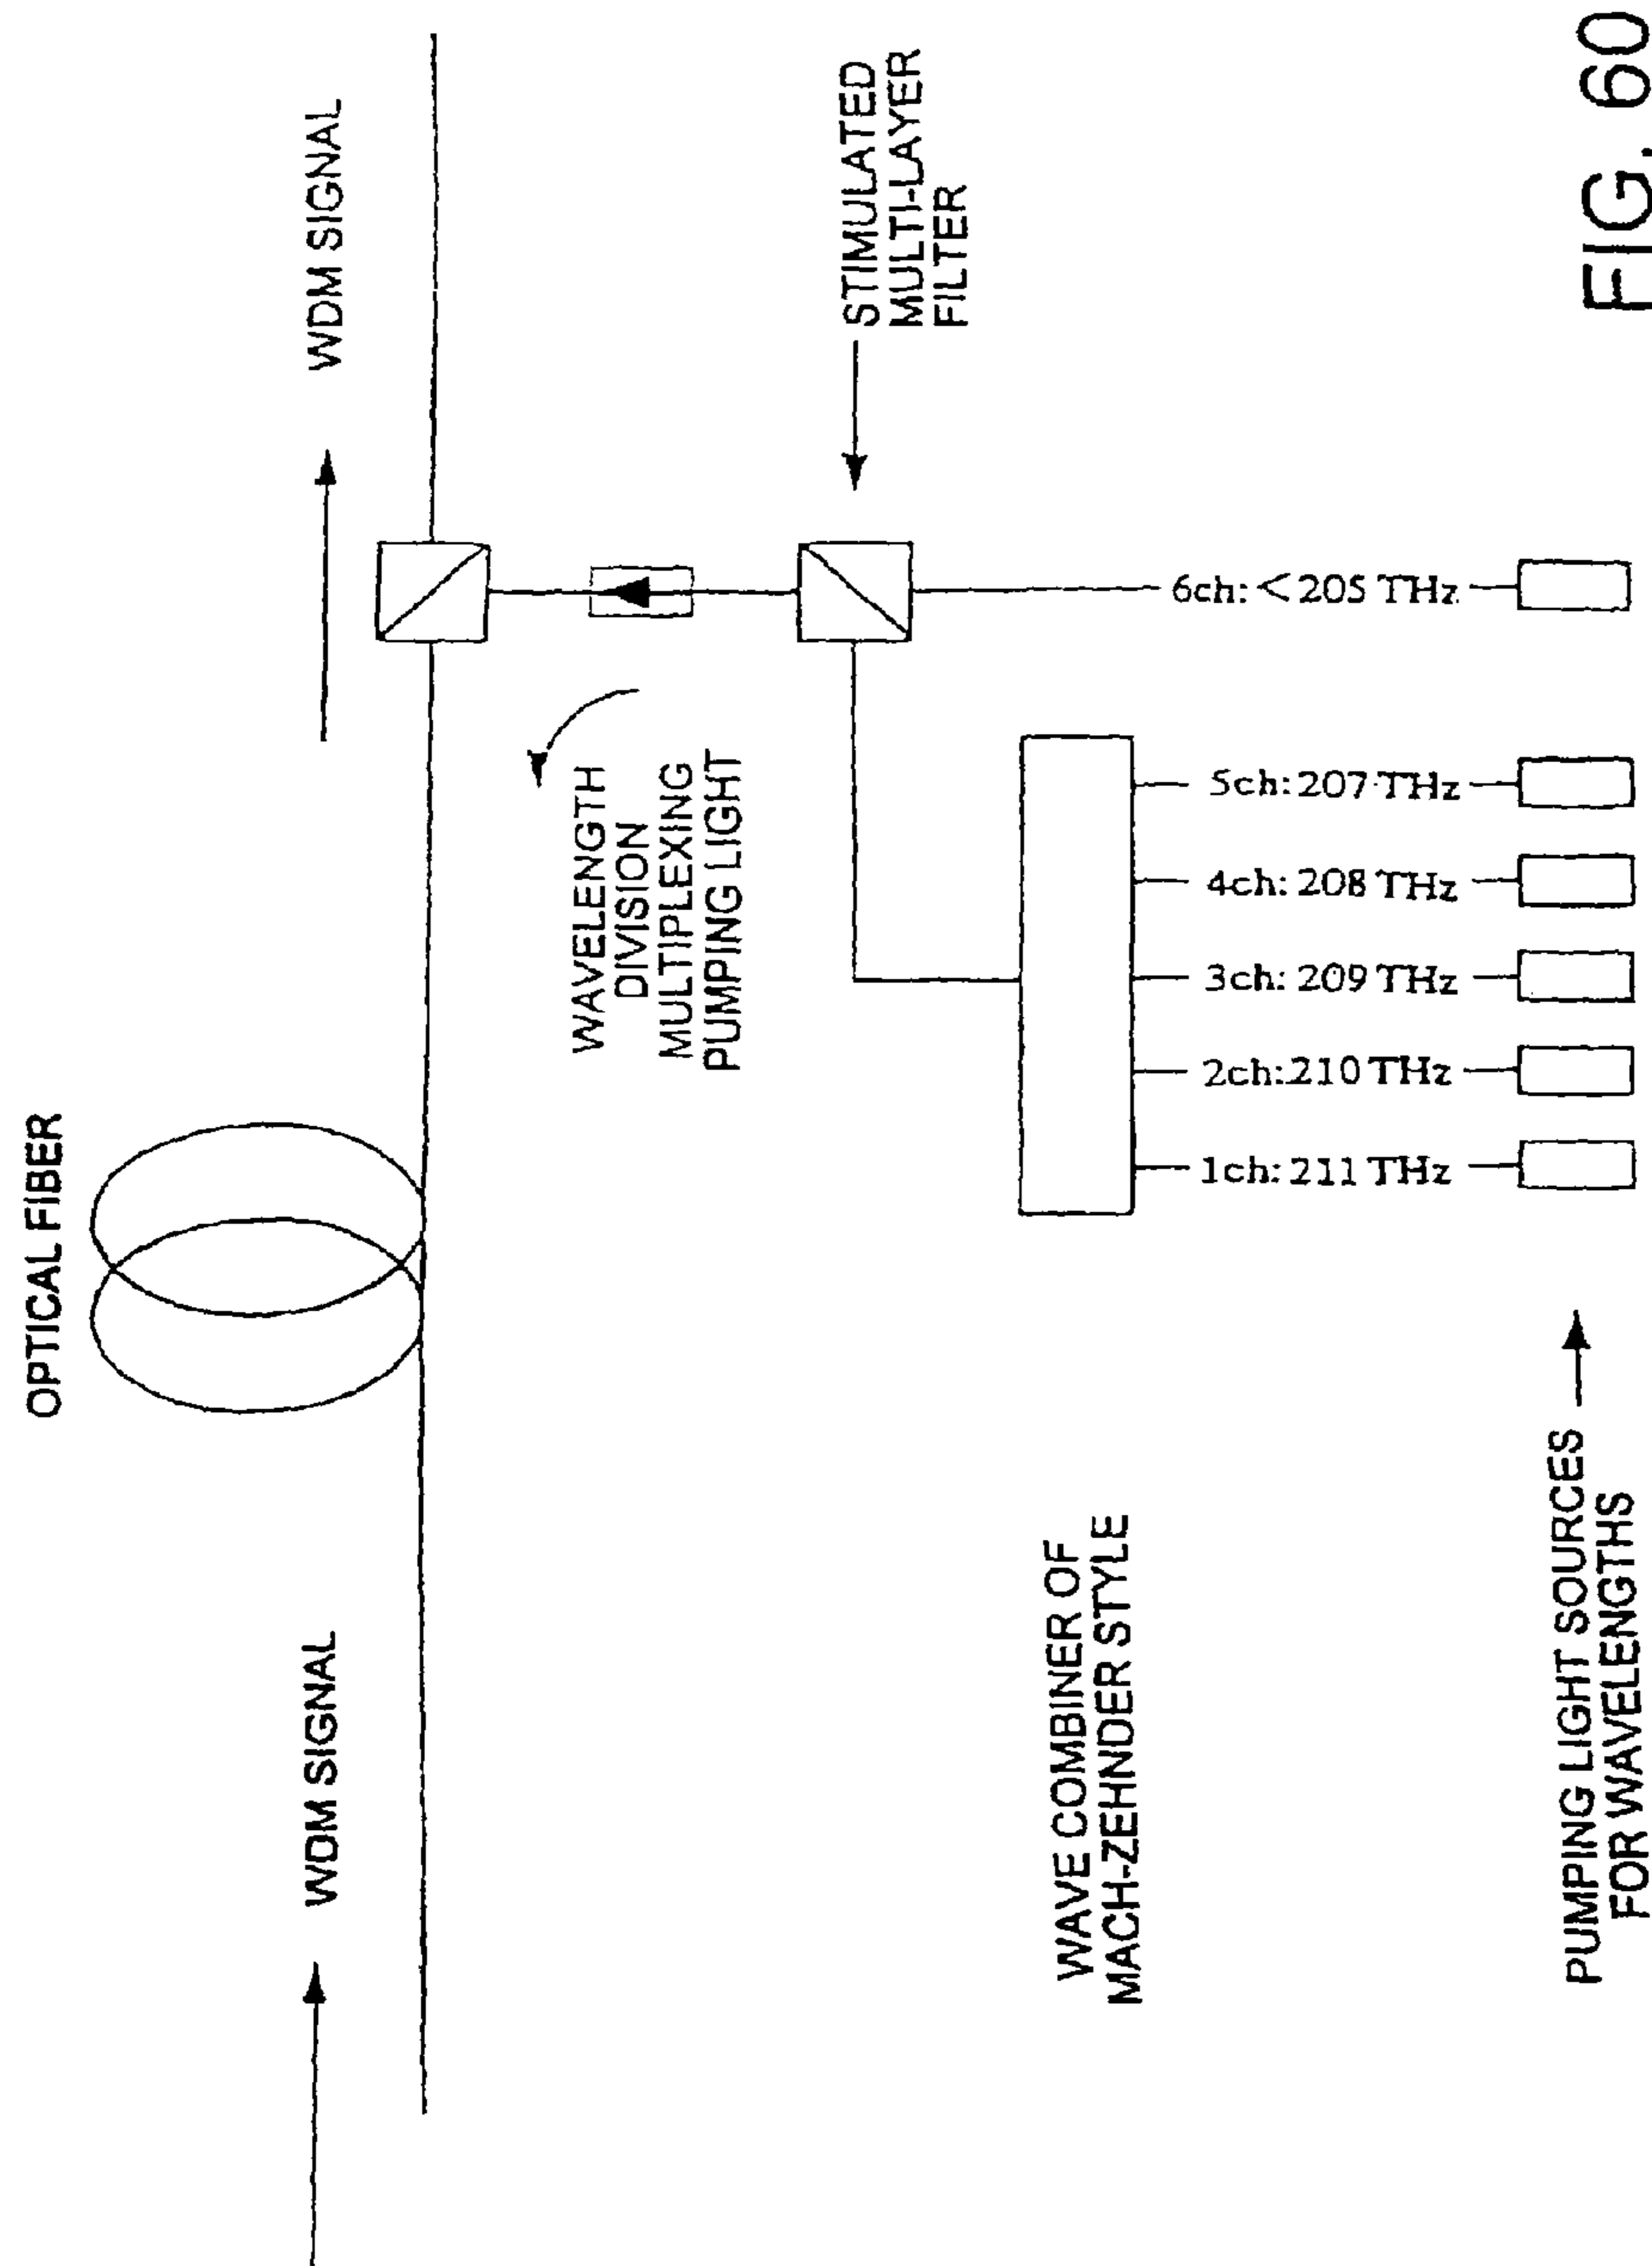 OPTICAL FIBER
WDM SIGNAL
WDM SIGNAL
WAVELENGTH
DIVISION
MULTIPLEXING
PUMPING LIGHT
STIMULATED
MULTI-LAYER
FILTER
WAVE COMBINER OF
MACH-ZEHNDER STYLE
1ch: 211 THz
2ch: 210 THz
3ch: 209 THz
4ch: 208 THz
5ch: 207 THz
6ch: < 205 THz
PUMPING LIGHT SOURCES
FOR WAVELENGTHS
FIG. 60